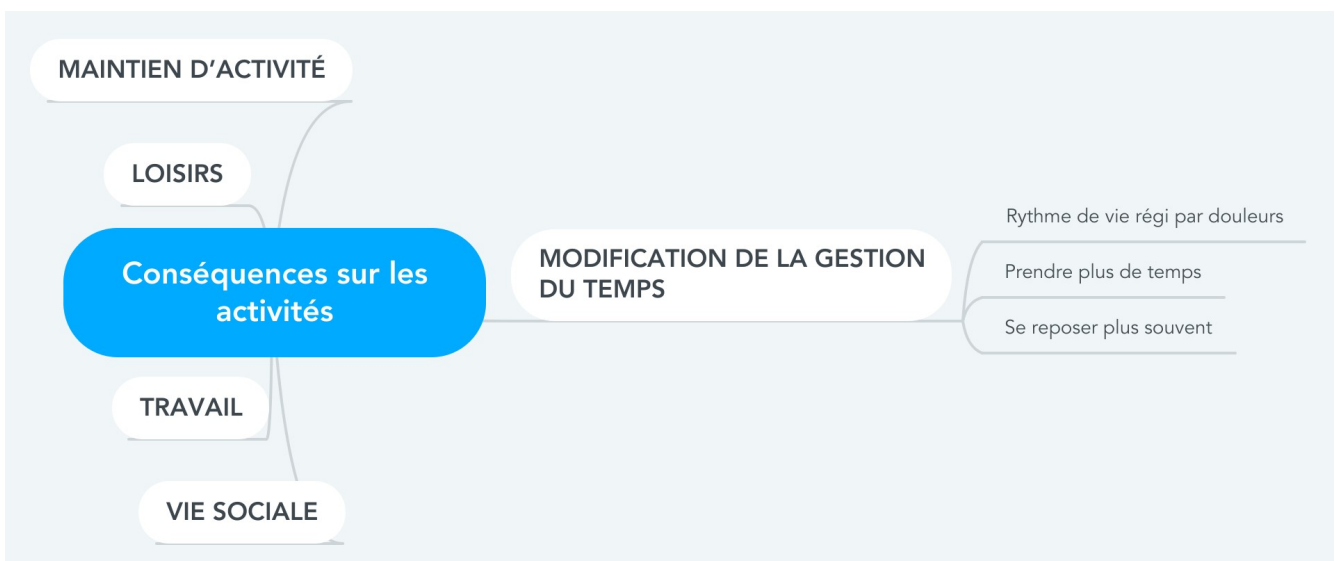 MAINTIEN D’ACTIVITÉ
LOISIRS
Conséquences sur les
activités
TRAVAIL
VIE SOCIALE
MODIFICATION DE LA GESTION
DU TEMPS
Rythme de vie régi par douleurs
Prendre plus de temps
Se reposer plus souvent